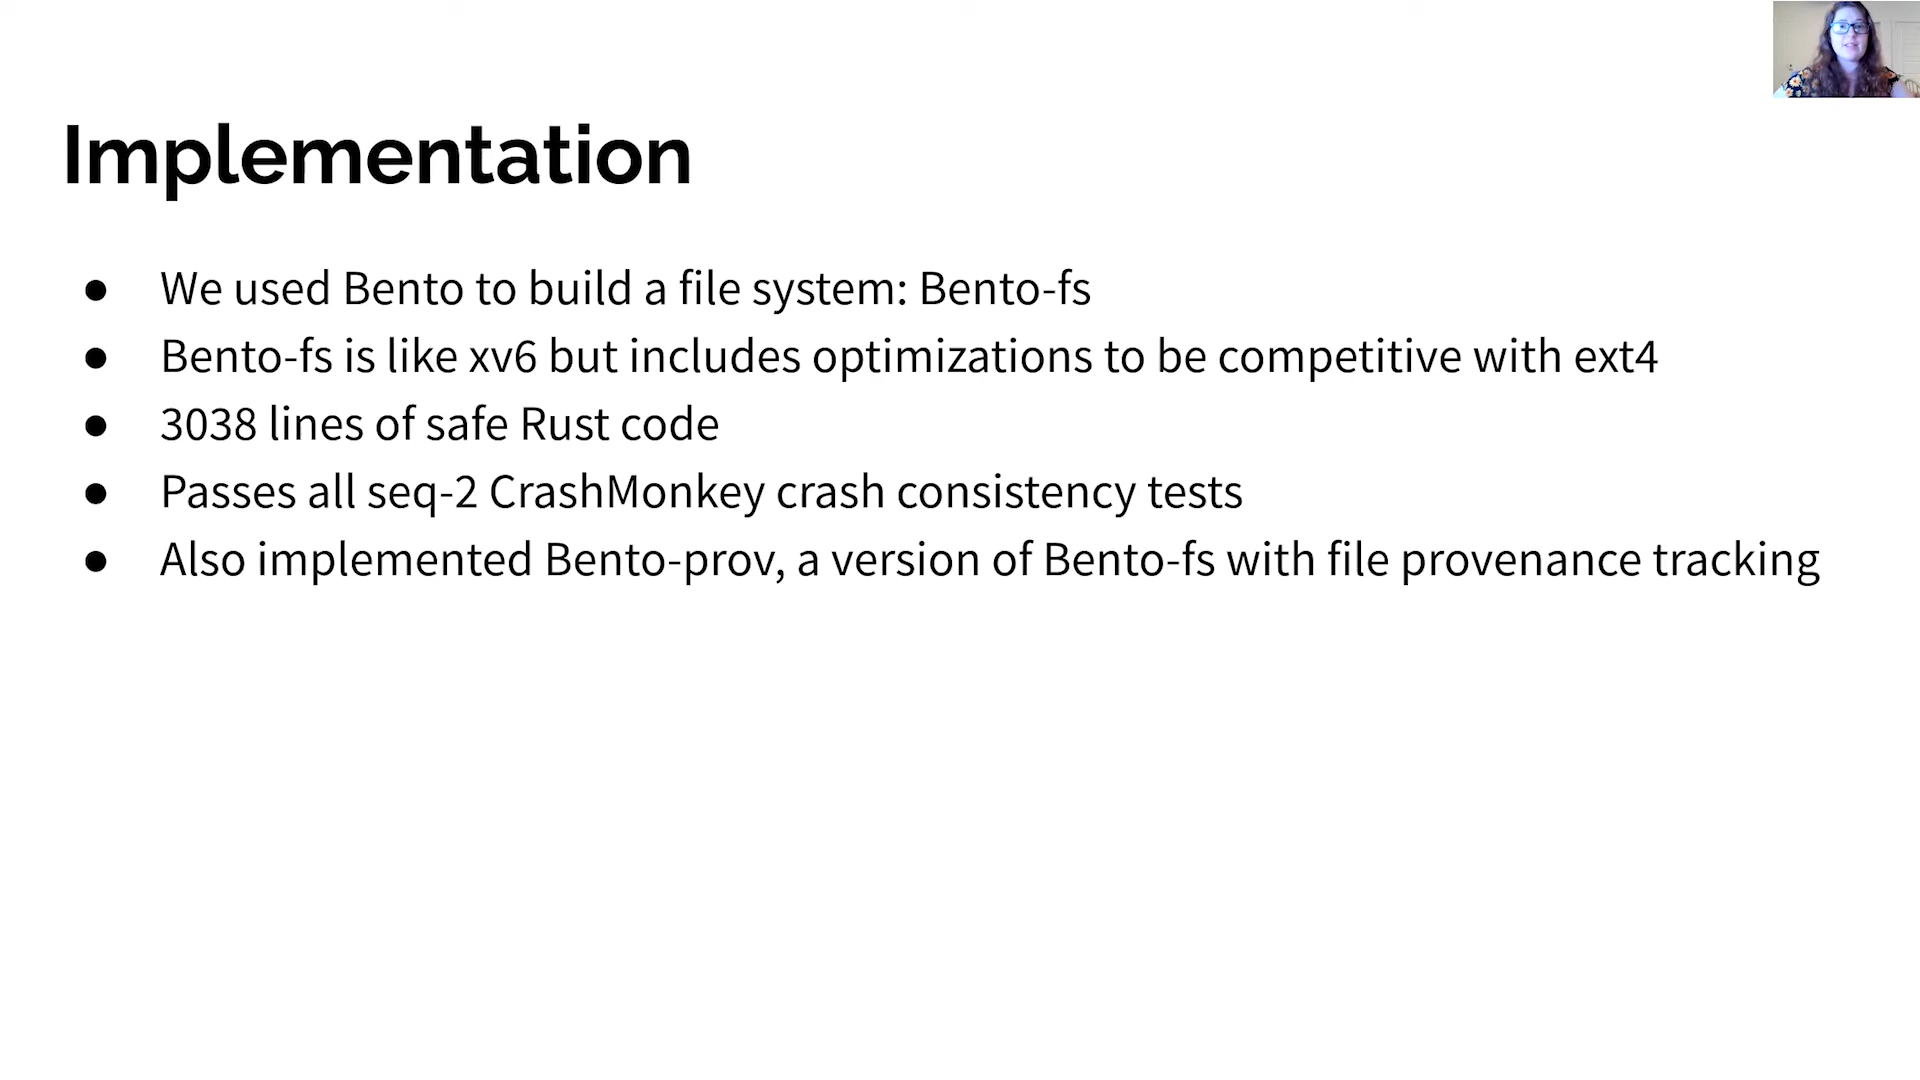 Implementation
● We used Bento to build a file system: Bento-fs
● Bento-fs is like xv6 but includes optimizations to be competitive with ext4
● 3038 lines of safe Rust code
● Passes all seq-2 CrashMonkey crash consistency tests
● Also implemented Bento-prov, a version of Bento-fs with file provenance tracking